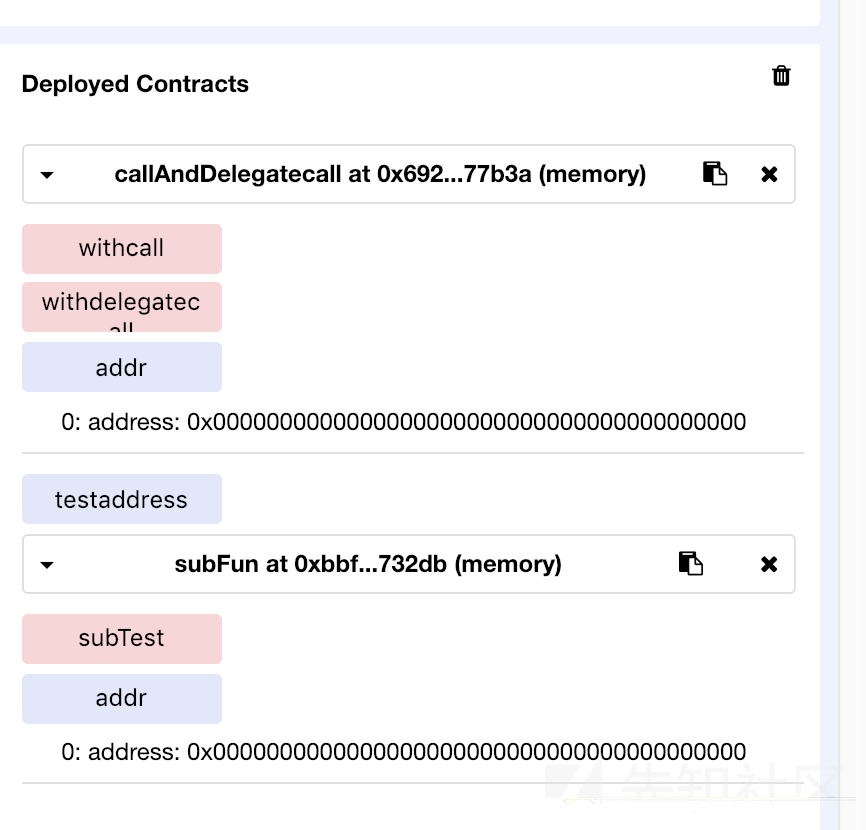 Deployed Contracts
callAndDelegatecall at 0x692...77b3a (memory)
withcall
withdelegatec
all
addr
0: address: 0x0000000000000000000000000000000000000000
testaddress
subFun at 0xbbf...732db (memory)
subTest
addr
0: address: 0x0000000000000000000000000000000000000000
先知社区